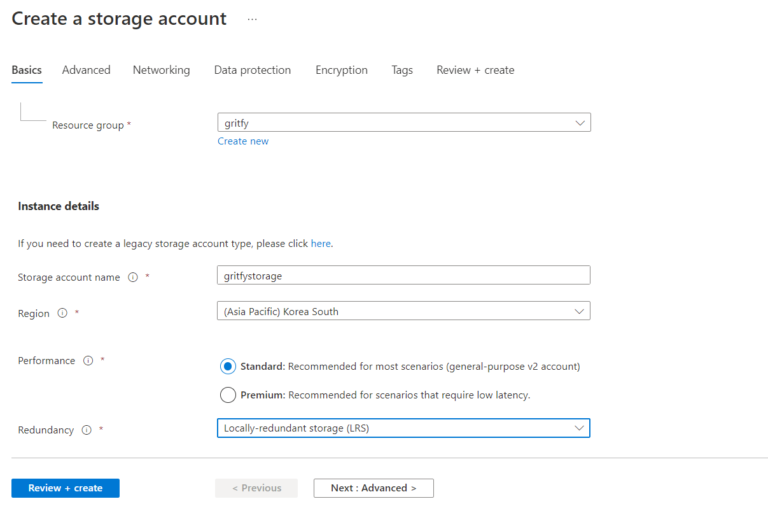 Create a storage account ...
Basics Advanced Networking Data protection Encryption Tags Review + create
Resource group *
gritfy
Create new
Instance details
If you need to create a legacy storage account type, please click here.
Storage account name * gritfystorage
Region * (Asia Pacific) Korea South
Performance * Standard: Recommended for most scenarios (general-purpose v2 account)
Premium: Recommended for scenarios that require low latency.
Redundancy * Locally-redundant storage (LRS)
Review + create < Previous Next : Advanced >